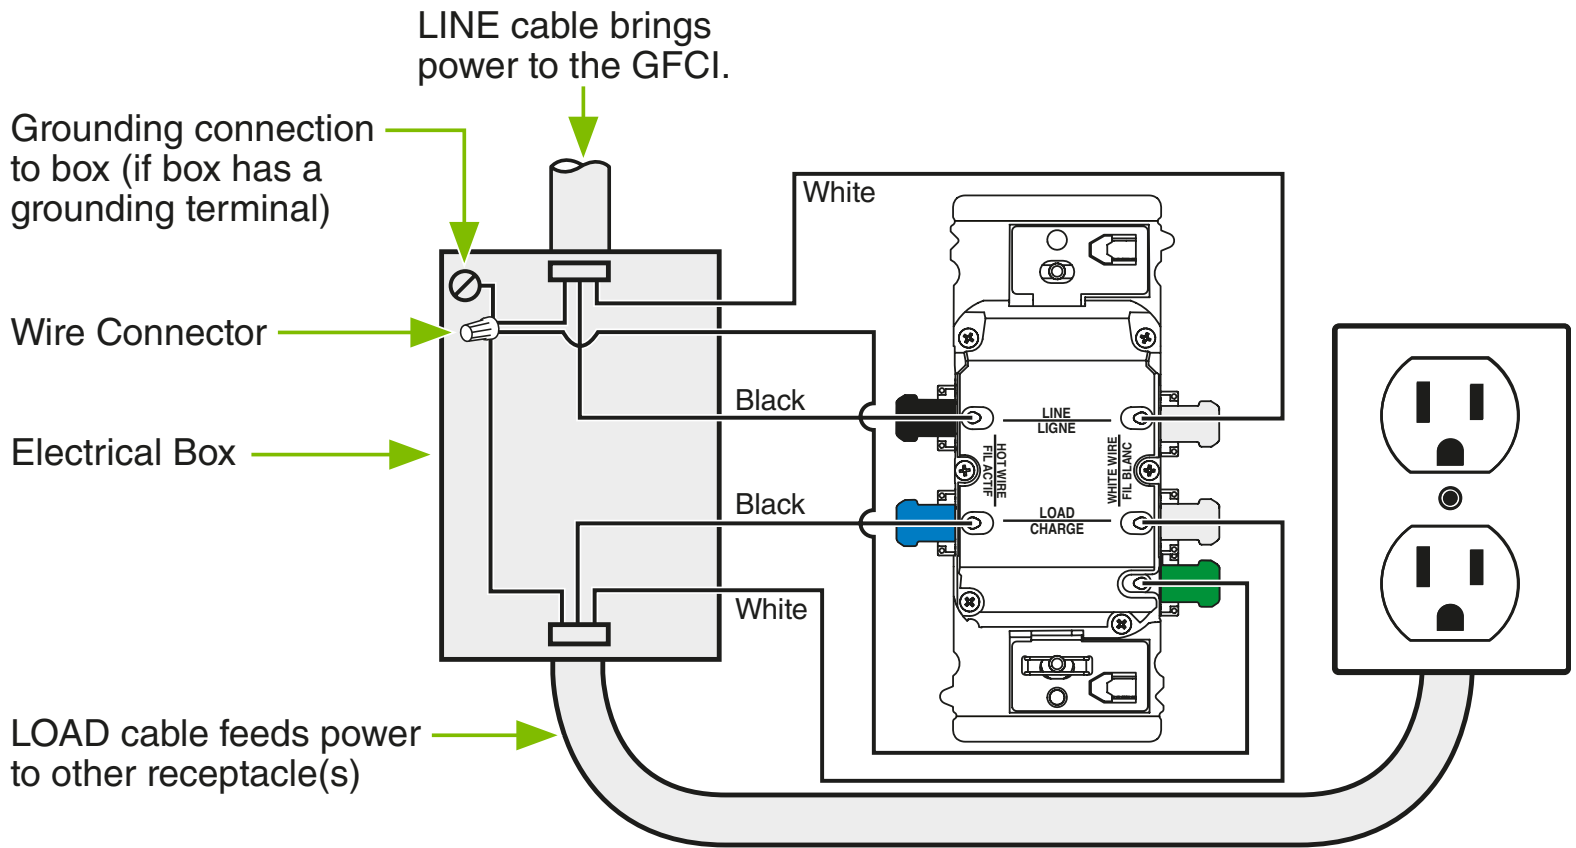 LINE cable brings
power to the GFCI.
Grounding connection
to box (if box has a
grounding terminal)
White
Wire Connector
Black
LINE
LIGNE
Electrical Box
HOT WIRE
FIL ACTIF
WHITE WIRE
FIL BLANC
Black
LOAD
CHARGE
White
LOAD cable feeds power
to other receptacle(s)